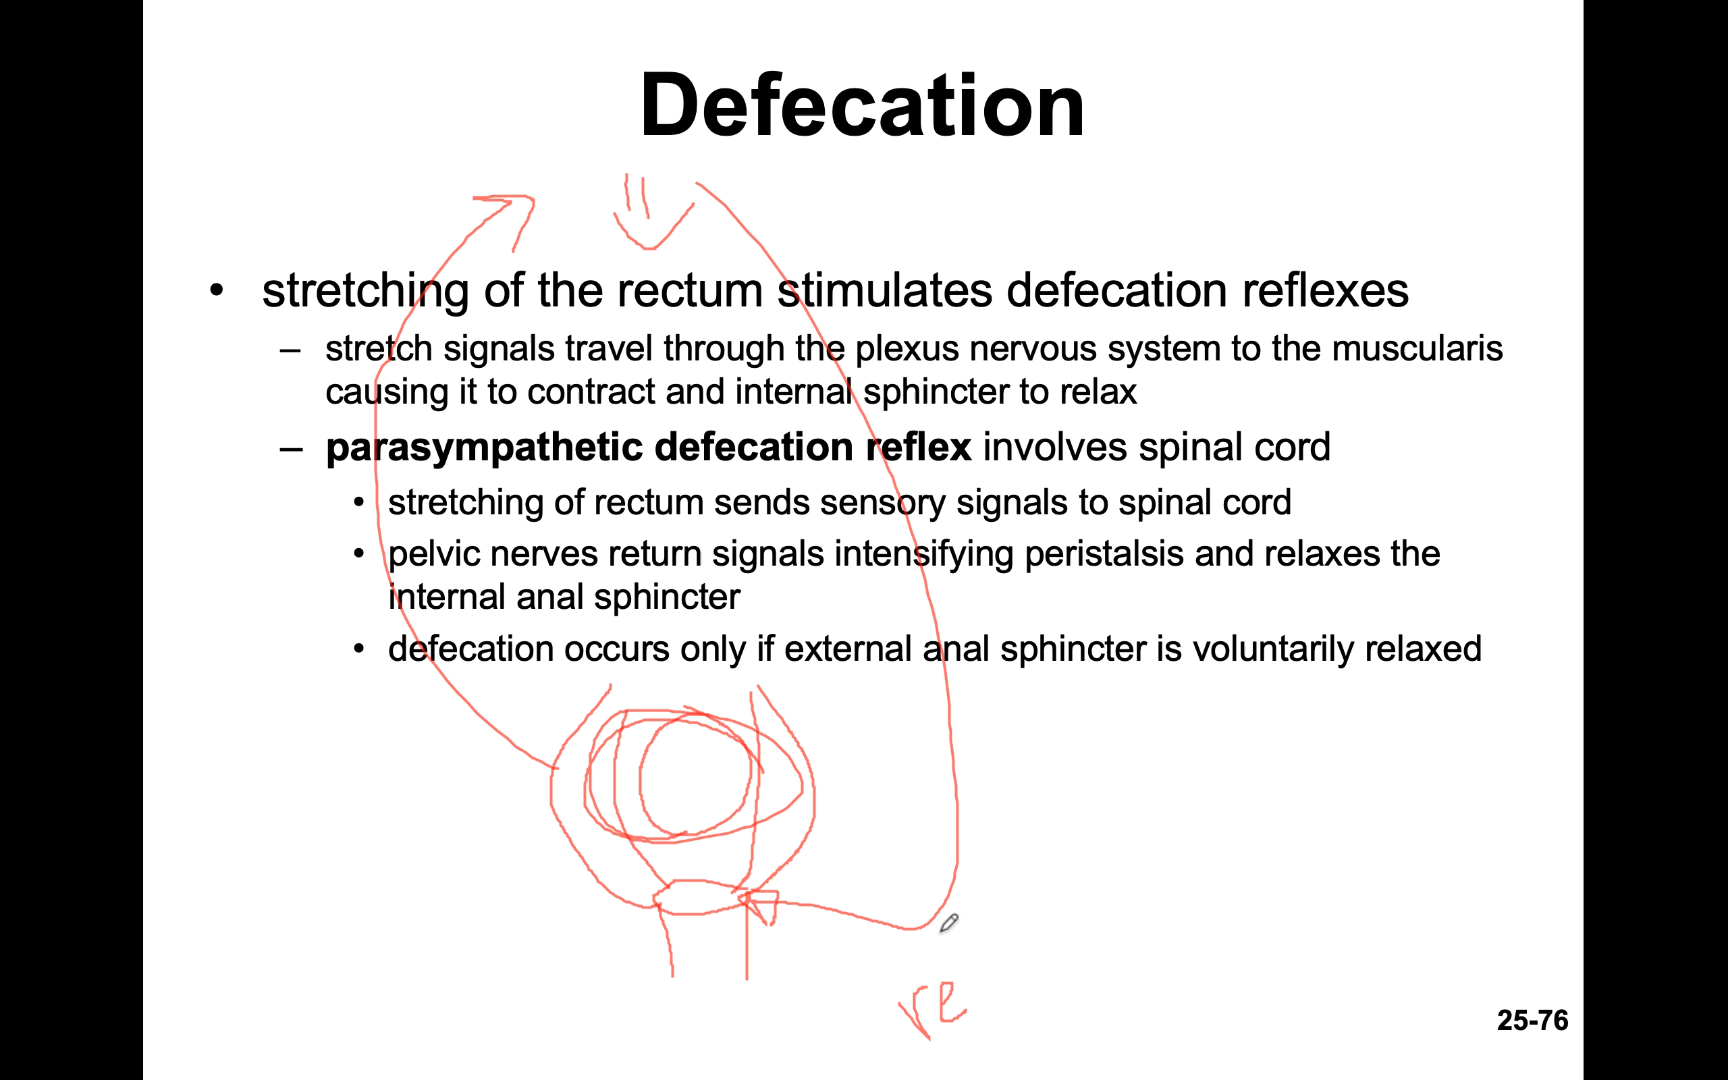 Defecation
• stretching of the rectum stimulates defecation reflexes
– stretch signals travel through the plexus nervous system to the muscularis
causing it to contract and internal sphincter to relax
– parasympathetic defecation reflex involves spinal cord
• stretching of rectum sends sensory signals to spinal cord
• pelvic nerves return signals intensifying peristalsis and relaxes the
internal anal sphincter
• defecation occurs only if external anal sphincter is voluntarily relaxed
re
25-76